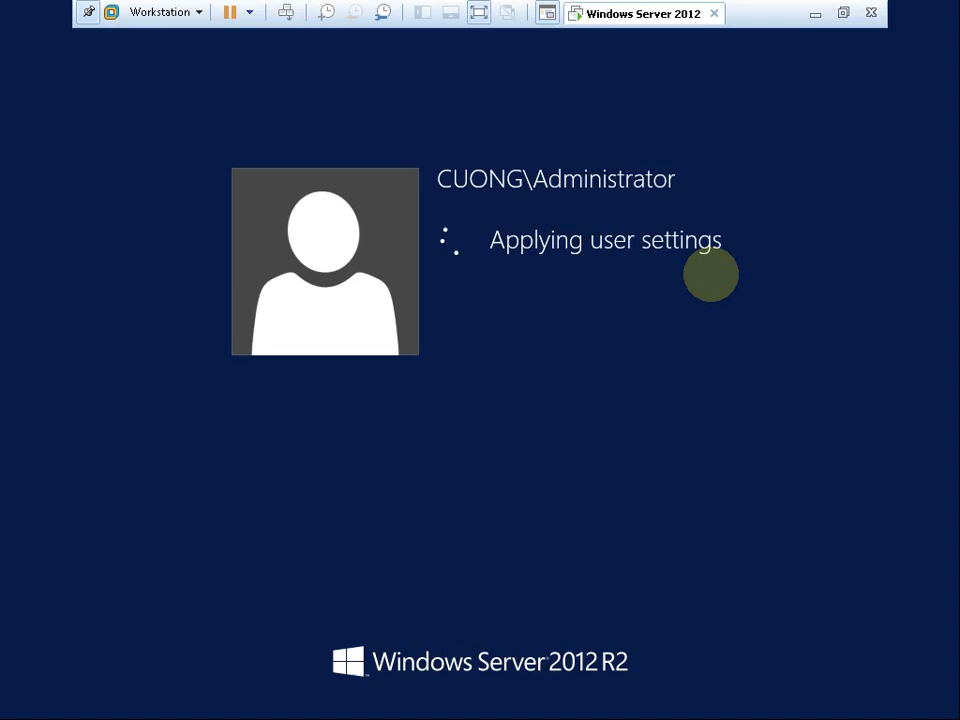 Workstation
Windows Server 2012
CUONG\Administrator
Applying user settings
Windows Server 2012 R2